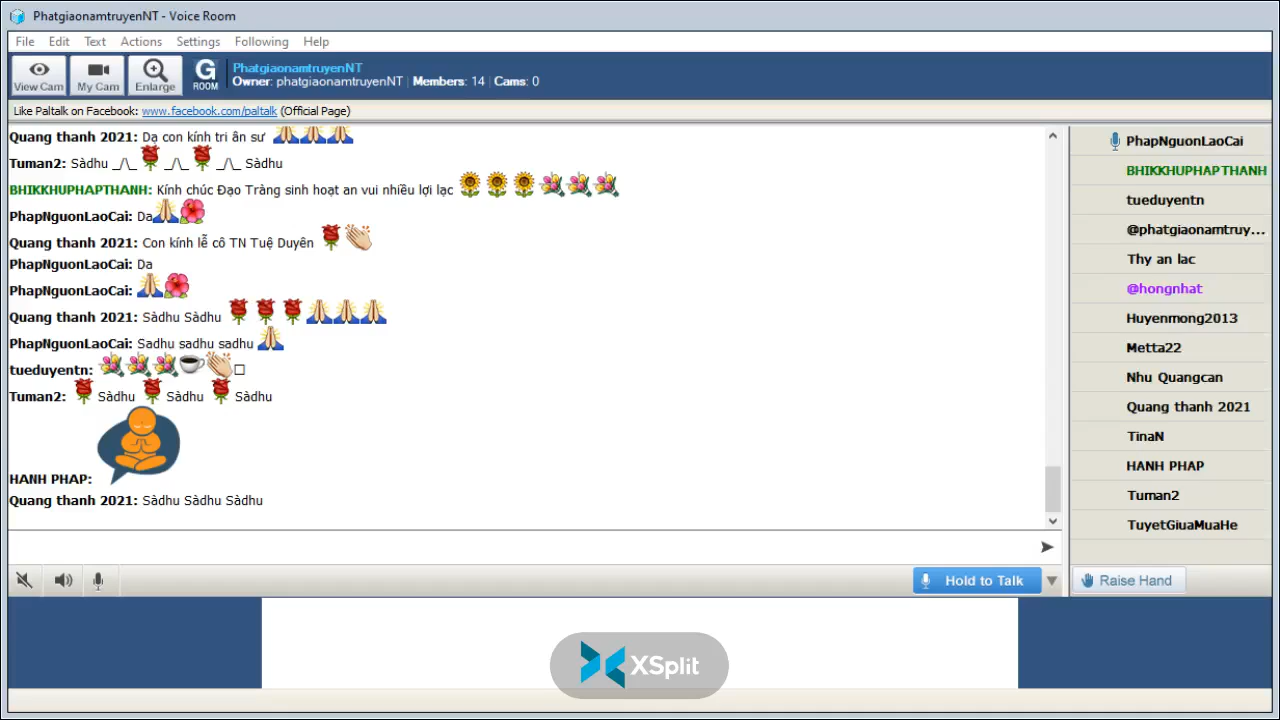 PhatgiaonamtruyenNT - Voice Room
File Edit Text Actions Settings Following Help
View Cam My Cam Enlarge G ROOM
PhatgiaonamtruyenNT
Owner: phatgiaonamtruyenNT | Members: 14 | Cams: 0
Like Paltalk on Facebook: www.facebook.com/paltalk (Official Page)
Quang thanh 2021: Dạ con kính tri ân sư
Tuman2: Sàdhu _/\_ _/\_ _/\_ Sàdhu
BHIKKHUPHAPTHANH: Kính chúc Đạo Tràng sinh hoạt an vui nhiều lợi lạc
PhapNguonLaoCai: Da
Quang thanh 2021: Con kính lễ cô TN Tuệ Duyên
PhapNguonLaoCai: Da
PhapNguonLaoCai:
Quang thanh 2021: Sàdhu Sàdhu
PhapNguonLaoCai: Sadhu sadhu sadhu
tueduyentn:
Tuman2: Sàdhu Sàdhu Sàdhu
HANH PHAP:
Quang thanh 2021: Sàdhu Sàdhu Sàdhu
PhapNguonLaoCai
BHIKKHUPHAPTHANH
tueduyentn
@phatgiaonamtruy...
Thy an lac
@hongnhat
Huyenmong2013
Metta22
Nhu Quangcan
Quang thanh 2021
TinaN
HANH PHAP
Tuman2
TuyetGiuaMuaHe
Hold to Talk
Raise Hand
XSplit